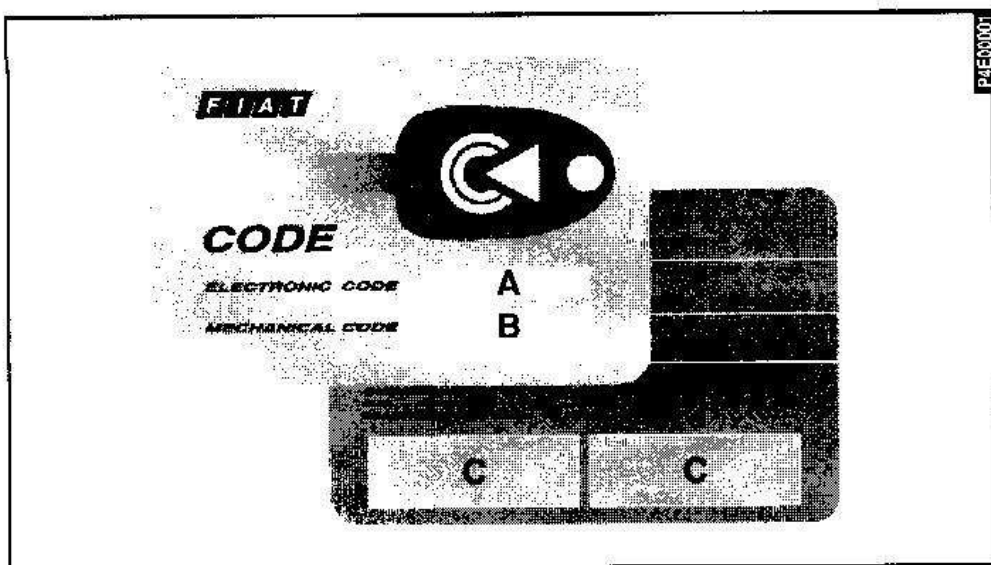 P4E00001
FIAT
CODE
ELECTRONIC CODE A
MECHANICAL CODE B
C C